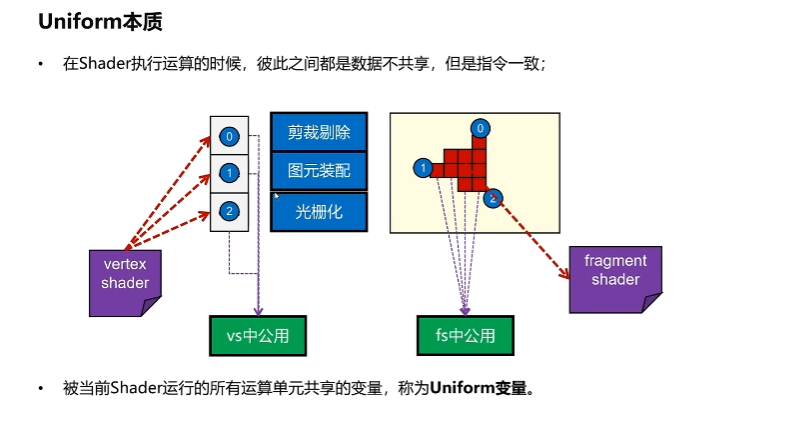 Uniform本质
• 在Shader执行运算的时候，彼此之间都是数据不共享，但是指令一致；
0
1
2
剪裁剔除
图元装配
光栅化
0
1
2
vertex
shader
fragment
shader
vs中公用
fs中公用
• 被当前Shader运行的所有运算单元共享的变量，称为Uniform变量。